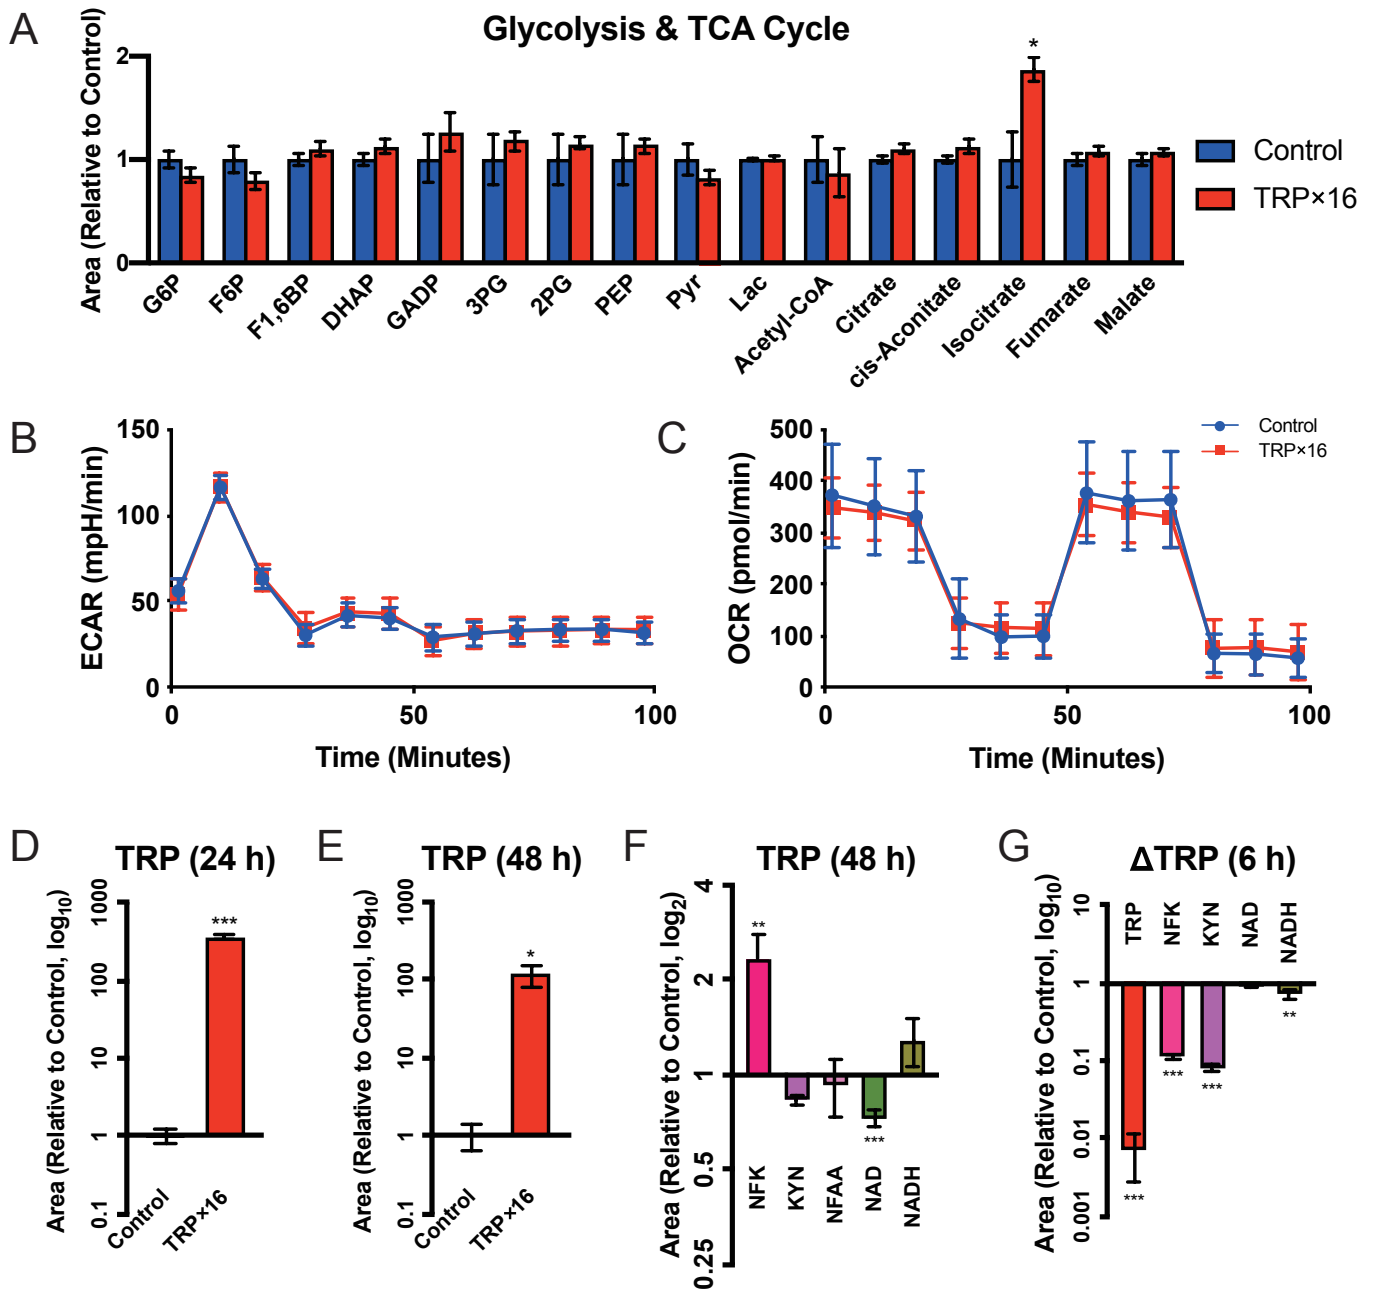 A
Glycolysis & TCA Cycle
Area (Relative to Control)
2
1
0
*
G6P
F6P
F1,6BP
DHAP
GADP
3PG
2PG
PEP
Pyr
Lac
Acetyl-CoA
Citrate
cis-Aconitate
Isocitrate
Fumarate
Malate
Control
TRP×16
B
ECAR (mpH/min)
150
100
50
0
0
50
100
Time (Minutes)
C
OCR (pmol/min)
500
400
300
200
100
0
0
50
100
Time (Minutes)
Control
TRP×16
D
TRP (24 h)
Area (Relative to Control, log10)
1000
100
10
1
0.1
***
Control
TRP×16
E
TRP (48 h)
Area (Relative to Control, log10)
1000
100
10
1
0.1
*
Control
TRP×16
F
TRP (48 h)
Area (Relative to Control, log2)
4
2
1
0.5
0.25
**
***
NFK
KYN
NFAA
NAD
NADH
G
ΔTRP (6 h)
Area (Relative to Control, log10)
10
1
0.1
0.01
0.001
TRP
NFK
KYN
NAD
NADH
***
***
***
**